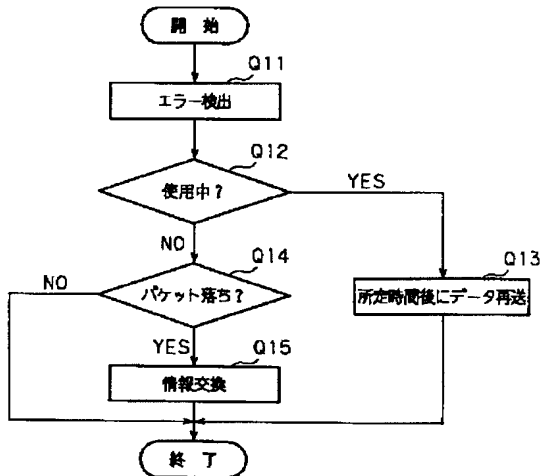 開 始
Q11
エラー検出
Q12
使用中?
YES
NO
Q14
Q13
NO
パケット落ち?
所定時間後にデータ再送
YES
Q15
情報交換
終 了